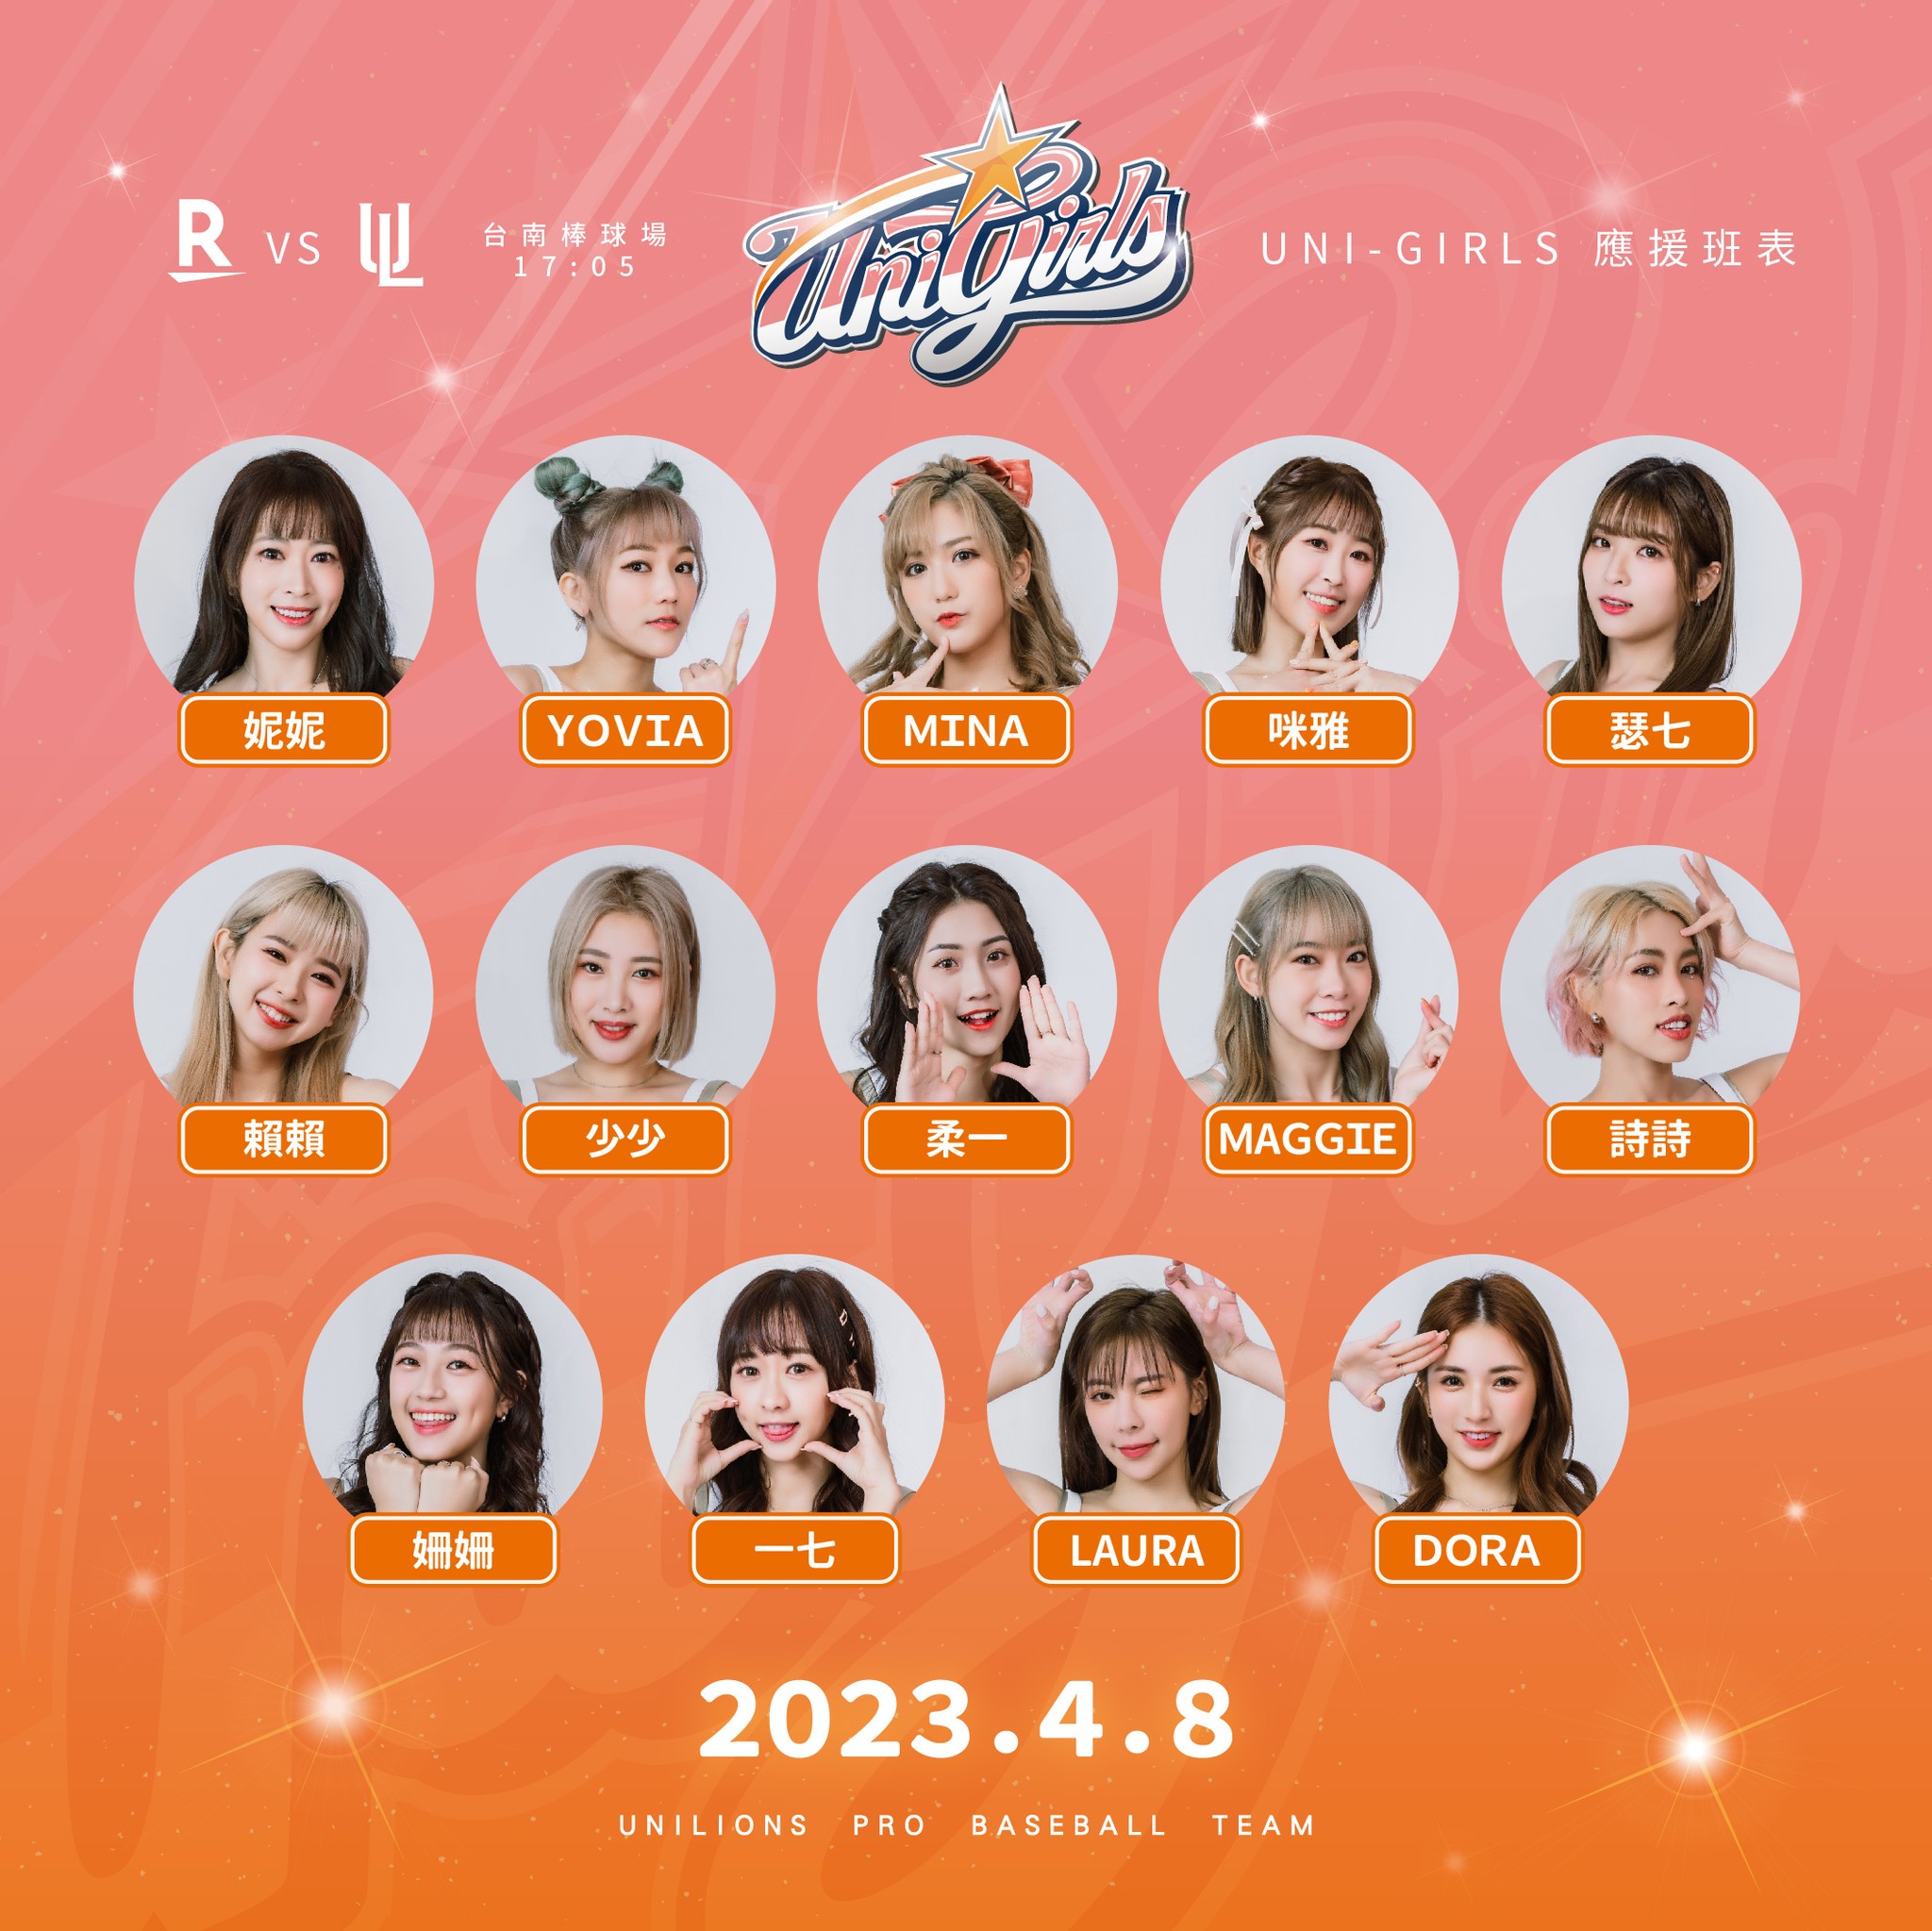 R VS UL
台南棒球場
17:05
UniGirls
UNI-GIRLS 應援班表
妮妮
YOVIA
MINA
咪雅
瑟七
賴賴
少少
柔一
MAGGIE
詩詩
姍姍
一七
LAURA
DORA
2023.4.8
UNILIONS PRO BASEBALL TEAM